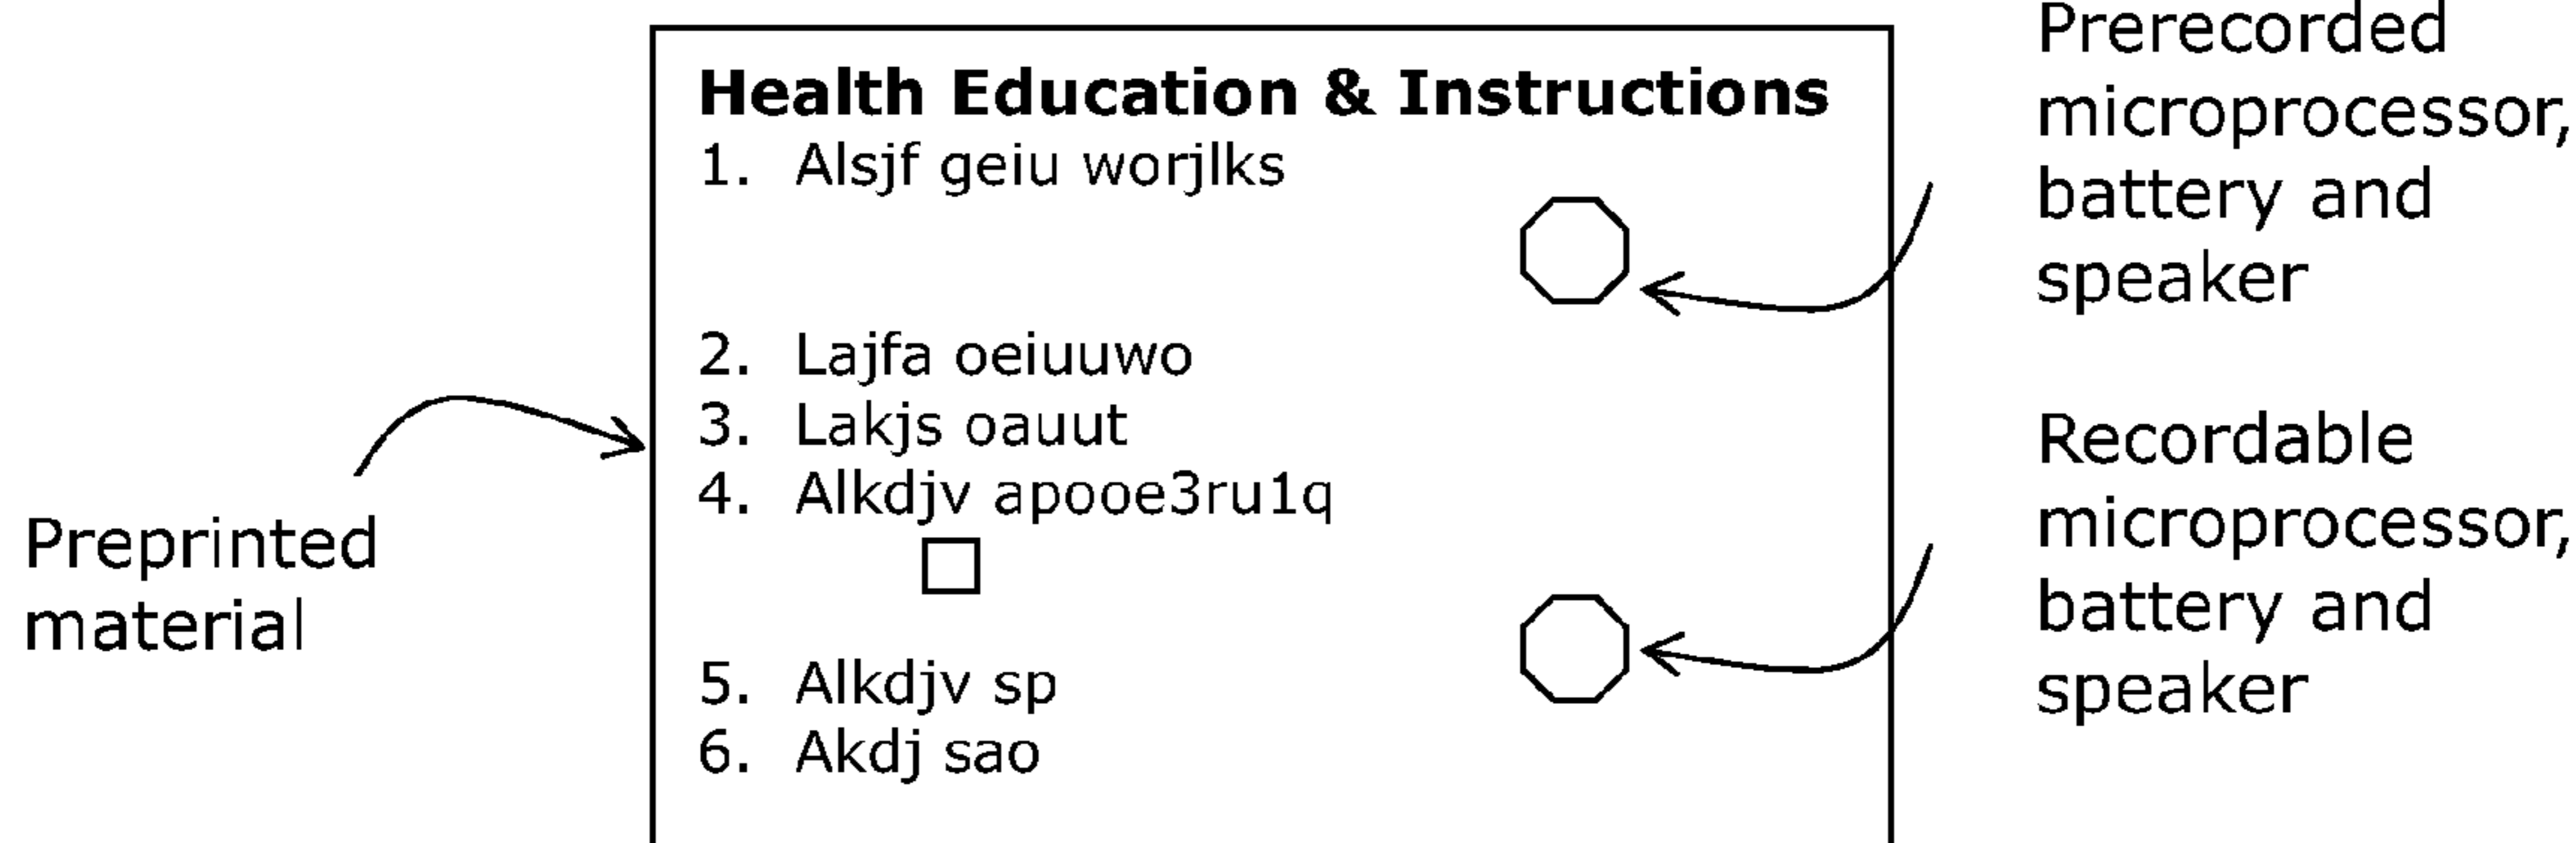 Preprinted
material
Health Education & Instructions
1. Alsjf geiu worjlks
2. Lajfa oeiuuwo
3. Lakjs oauut
4. Alkdjv apooe3ru1q
5. Alkdjv sp
6. Akdj sao
Prerecorded
microprocessor,
battery and
speaker
Recordable
microprocessor,
battery and
speaker